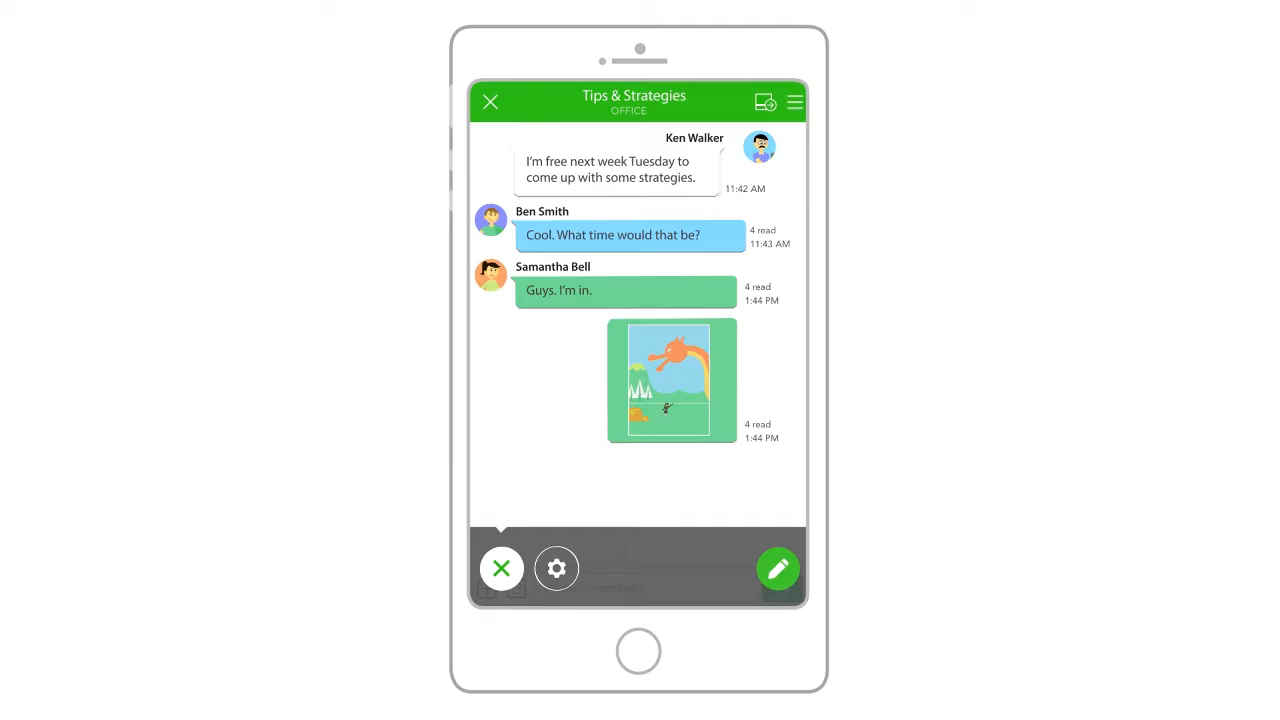 Tips & Strategies
OFFICE
Ken Walker
I'm free next week Tuesday to
come up with some strategies.
11:42 AM
Ben Smith
Cool. What time would that be?
4 read
11:43 AM
Samantha Bell
Guys. I'm in.
4 read
1:44 PM
4 read
1:44 PM